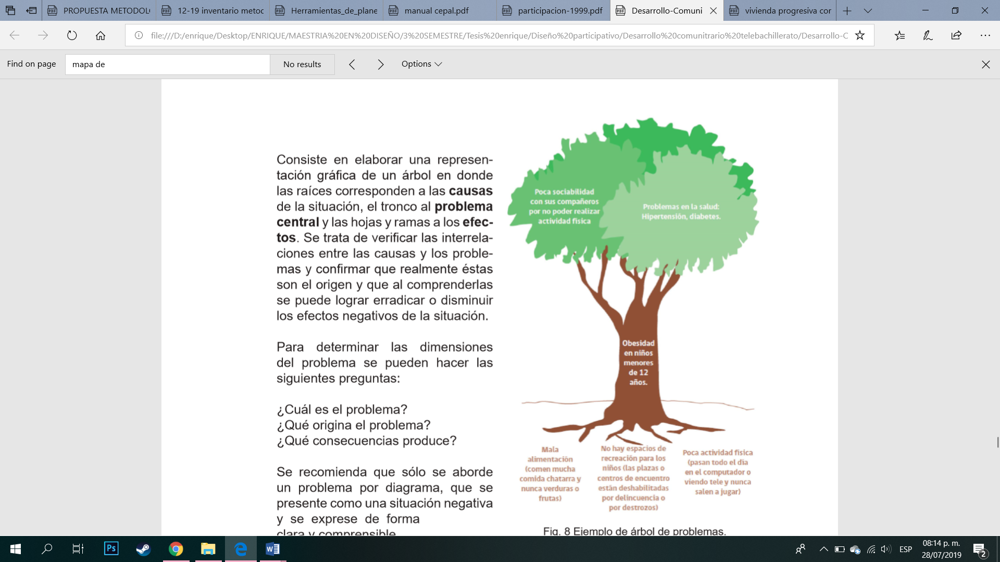 PROPUESTA METODOLO
12-19 inventario metoc
Herramientas_de_plane
manual cepal.pdf
participacion-1999.pdf
Desarrollo-Comuni
vivienda progresiva cor
file:///D:/enrique/Desktop/ENRIQUE/MAESTRIA%20EN%20DISEÑO/3%20SEMESTRE/Tesis%20enrique/Diseño%20participativo/Desarrollo%20comunitrario%20telebachillerato/Desarrollo-C
Find on page
mapa de
No results
Options
Consiste en elaborar una represen-
tación gráfica de un árbol en donde
las raíces corresponden a las causas
de la situación, el tronco al problema
central y las hojas y ramas a los efec-
tos. Se trata de verificar las interrela-
ciones entre las causas y los proble-
mas y confirmar que realmente éstas
son el origen y que al comprenderlas
se puede lograr erradicar o disminuir
los efectos negativos de la situación.
Para determinar las dimensiones
del problema se pueden hacer las
siguientes preguntas:
¿Cuál es el problema?
¿Qué origina el problema?
¿Qué consecuencias produce?
Se recomienda que sólo se aborde
un problema por diagrama, que se
presente como una situación negativa
y se exprese de forma
clara y comprensible.
Poca sociabilidad
con sus compañeros
por no poder realizar
actividad física
Problemas en la salud:
Hipertensión, diabetes.
Obesidad
en niños
menores
de 12
años.
Mala
alimentación
(comen mucha
comida chatarra y
nunca verduras o
frutas)
No hay espacios de
recreación para los
niños (las plazas o
centros de encuentro
están deshabilitadas
por delincuencia o
por destrozos)
Poca actividad física
(pasan todo el día
en el computador o
viendo tele y nunca
salen a jugar)
Fig. 8 Ejemplo de árbol de problemas.
Ps
ESP
08:14 p. m.
28/07/2019
2